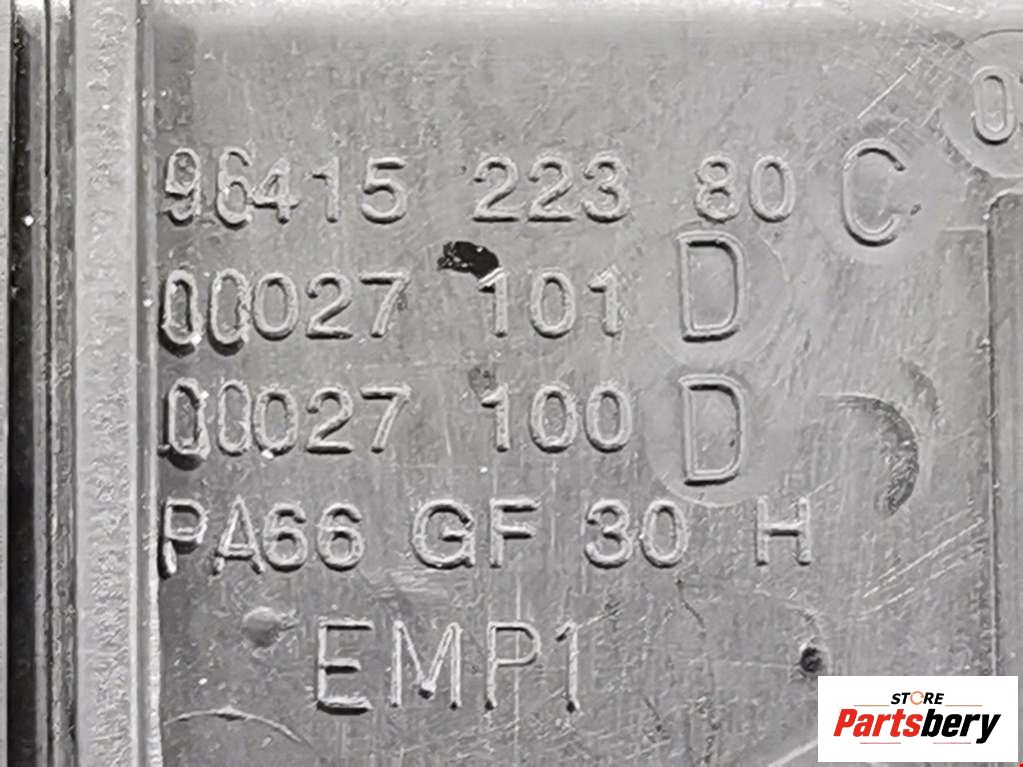 96415 223 80 C
00027 101 D
00027 100 D
PA66 GF 30 H
EMP1
STORE
Partsbery